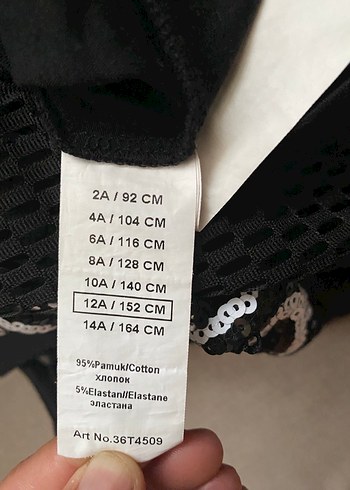 2A / 92 CM
4A / 104 CM
6A / 116 CM
8A / 128 CM
10A / 140 CM
12A / 152 CM
14A / 164 CM
95%Pamuk/Cotton
хлопок
5%Elastan//Elastane
эластана
Art No.36T4509